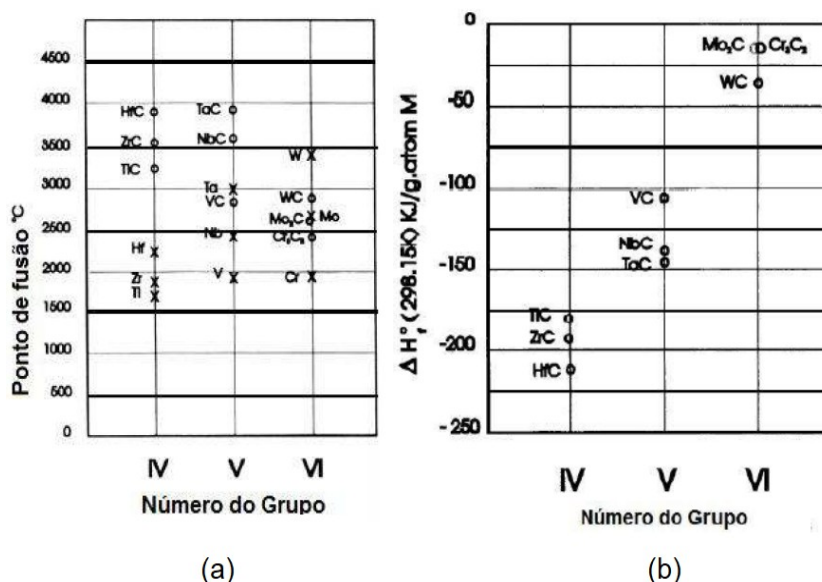 Ponto de fusão °C
4500
4000
3500
3000
2500
2000
1500
1000
500
0
HfC
ZrC
TiC
Hf
Zr
Ti
TaC
NbC
Ta
VC
Nb
V
W
WC
Mo₂C
Mo
Cr₃C₂
Cr
IV
V
VI
Número do Grupo
(a)
Δ H°f (298.15K) KJ/g.atom M
0
-50
-100
-150
-200
-250
Mo₂C
Cr₃C₂
WC
VC
NbC
TaC
TiC
ZrC
HfC
IV
V
VI
Número do Grupo
(b)